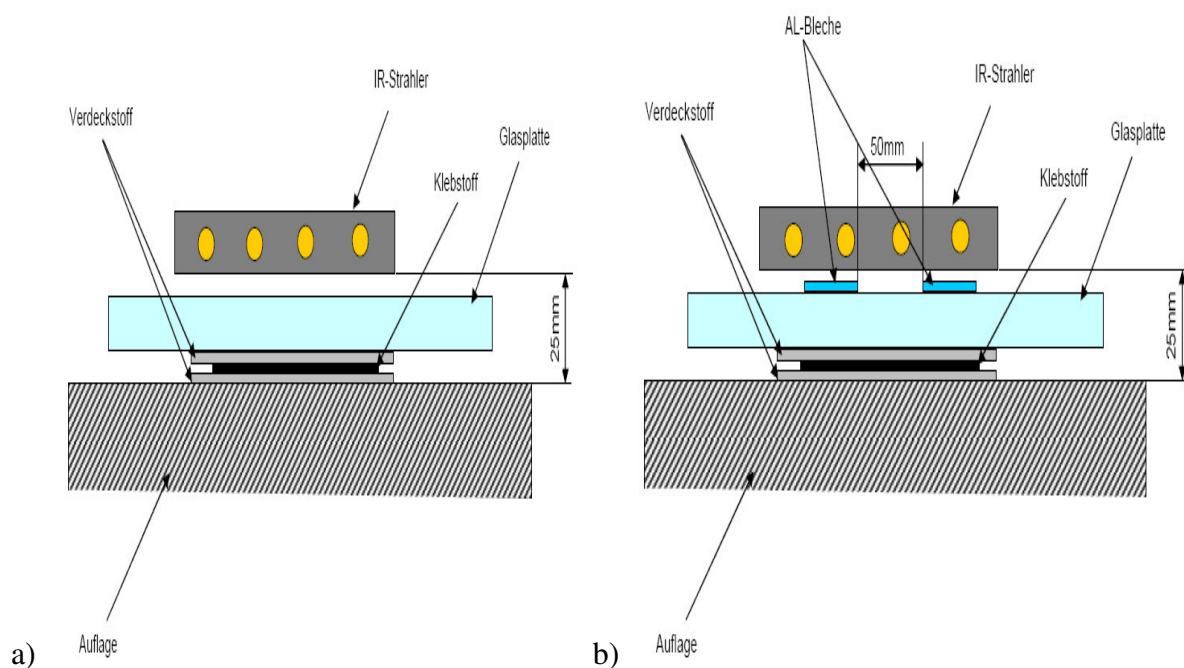 IR-Strahler
Verdeckstoff
Glasplatte
Klebstoff
25mm
Auflage
a)
AL-Bleche
IR-Strahler
Verdeckstoff
50mm
Glasplatte
Klebstoff
25mm
Auflage
b)